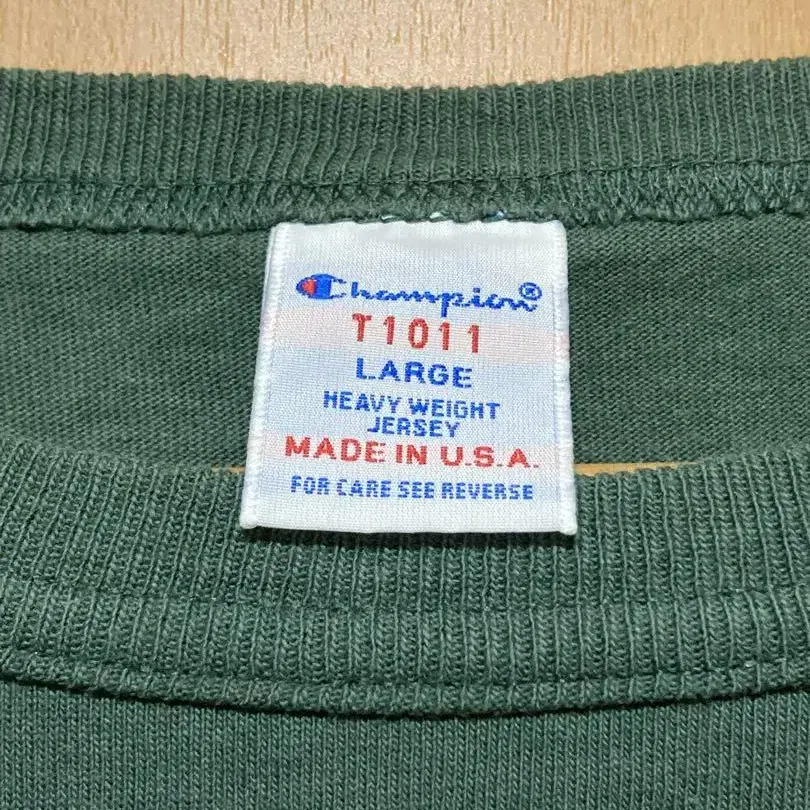 Champion®
T1011
LARGE
HEAVY WEIGHT
JERSEY
MADE IN U.S.A.
FOR CARE SEE REVERSE